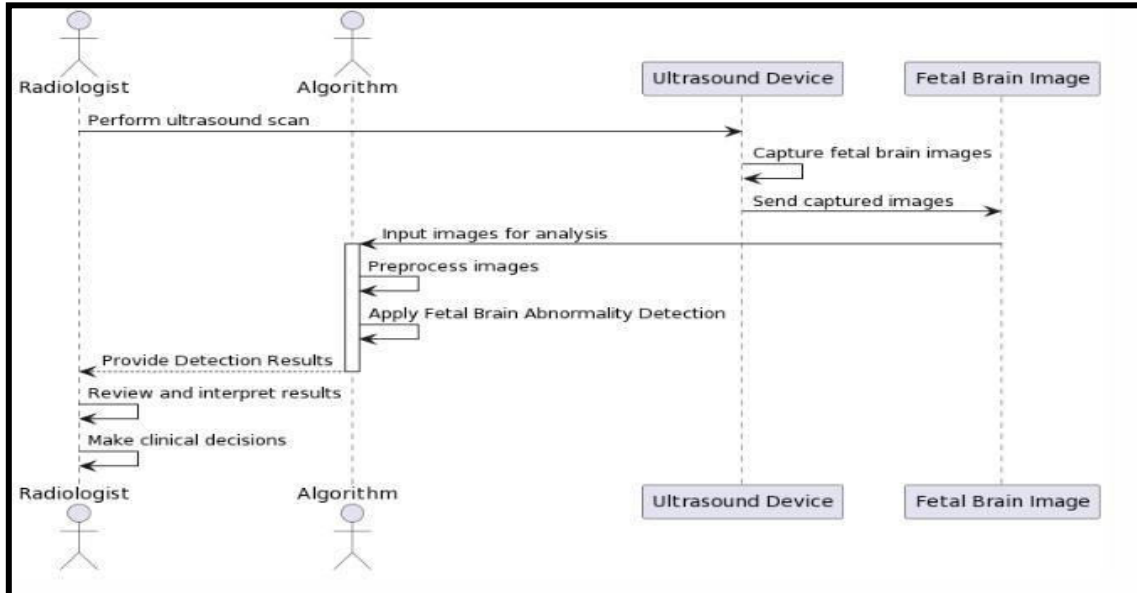 Radiologist
Algorithm
Ultrasound Device
Fetal Brain Image
Perform ultrasound scan
Capture fetal brain images
Send captured images
Input images for analysis
Preprocess images
Apply Fetal Brain Abnormality Detection
Provide Detection Results
Review and interpret results
Make clinical decisions
Radiologist
Algorithm
Ultrasound Device
Fetal Brain Image